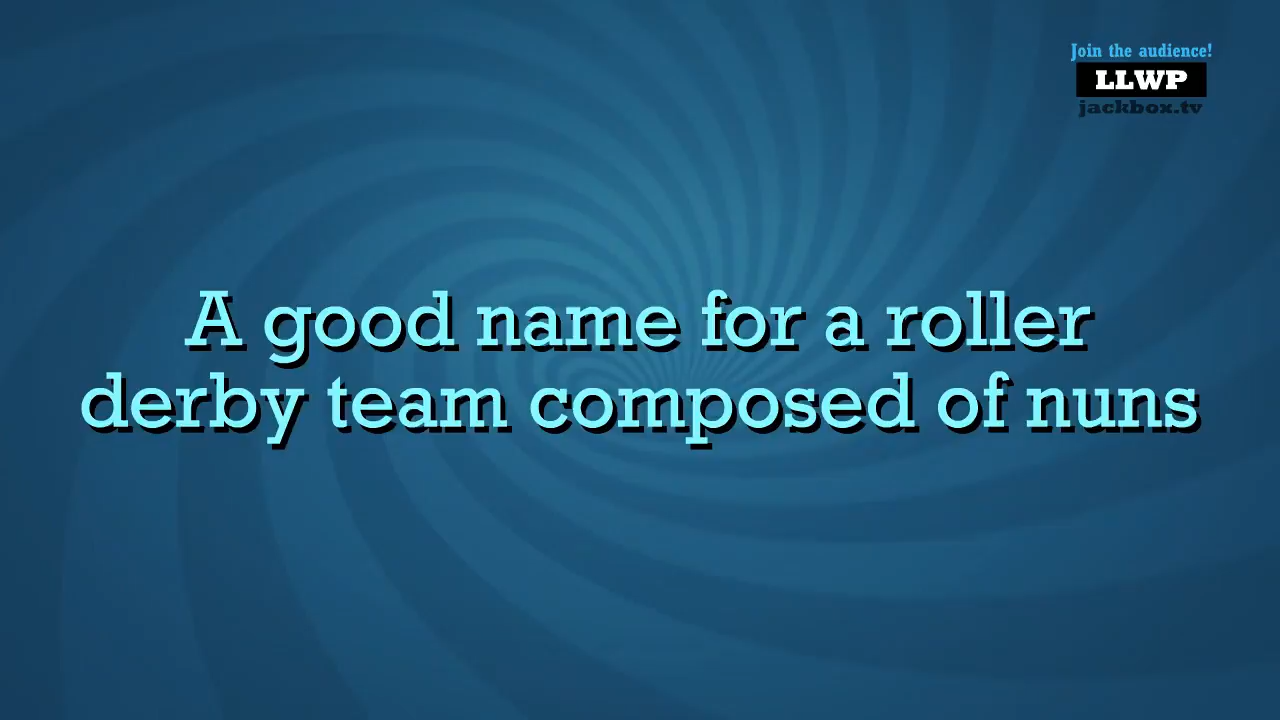 Join the audience!
LLWP
jackbox.tv
A good name for a roller
derby team composed of nuns